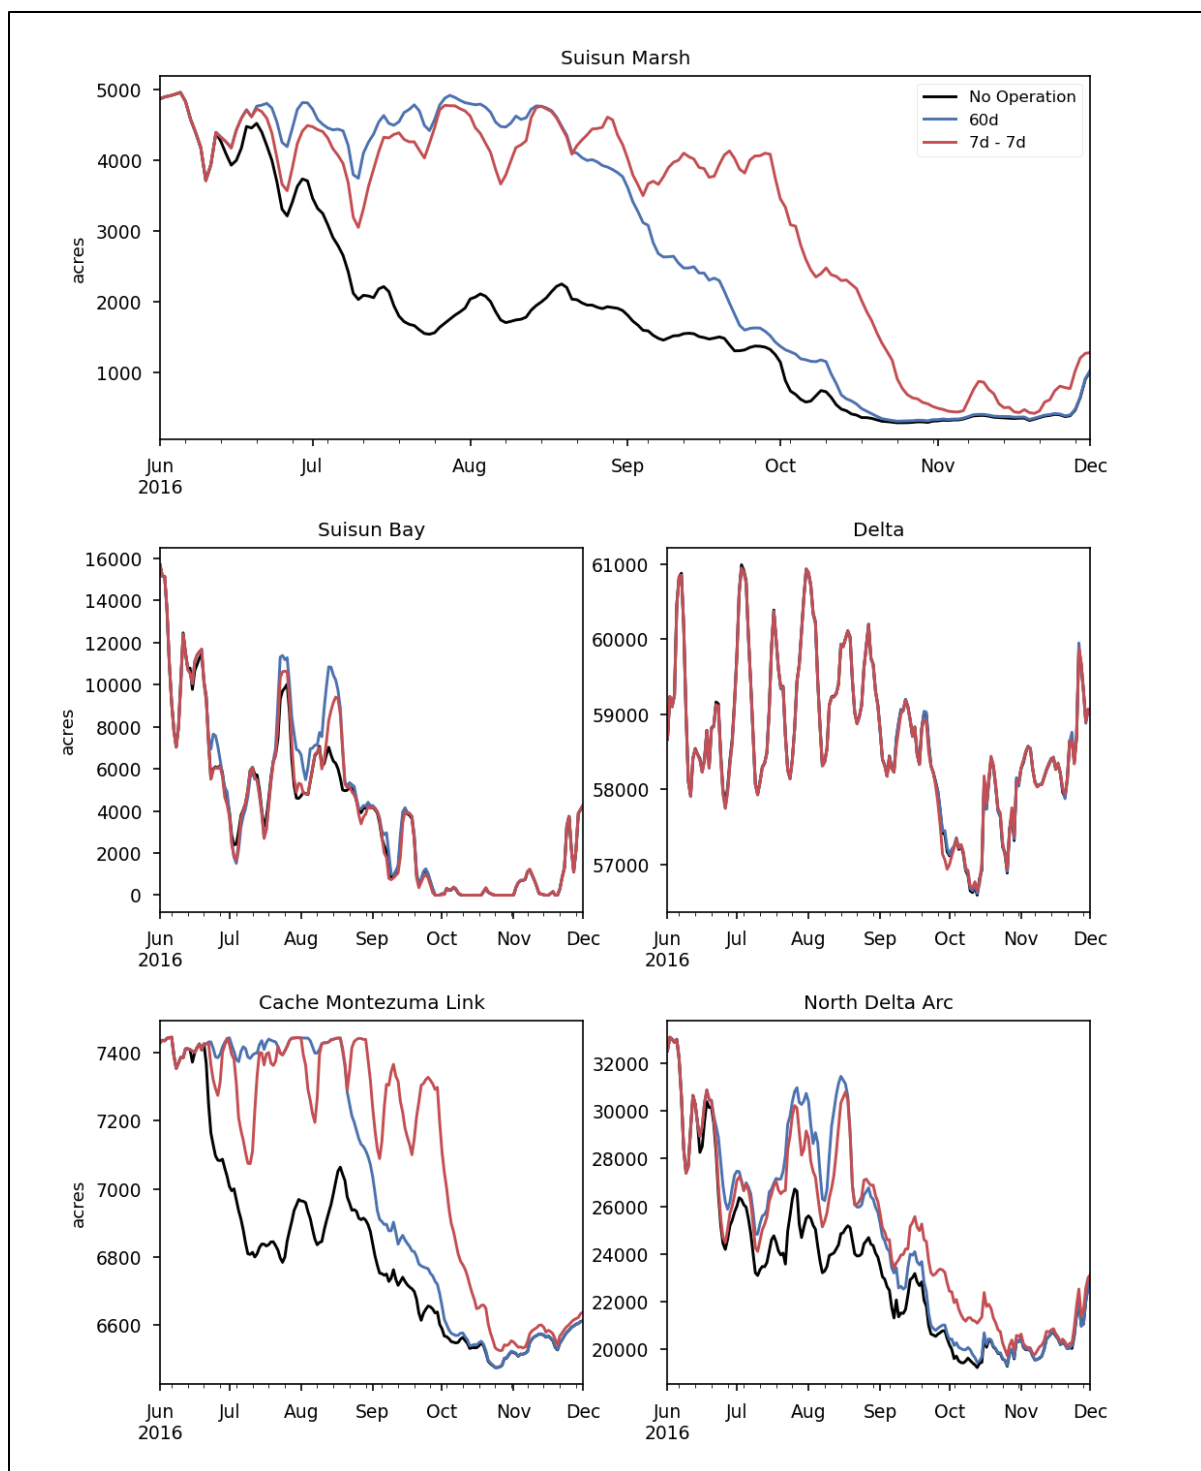 Suisun Marsh
5000
4000
3000
2000
1000
acres
No Operation
60d
7d - 7d
Jun Jul Aug Sep Oct Nov Dec
2016
Suisun Bay
16000
14000
12000
10000
8000
6000
4000
2000
0
acres
Jun Jul Aug Sep Oct Nov Dec
2016
Delta
61000
60000
59000
58000
57000
Jun Jul Aug Sep Oct Nov Dec
2016
Cache Montezuma Link
7400
7200
7000
6800
6600
acres
Jun Jul Aug Sep Oct Nov Dec
2016
North Delta Arc
32000
30000
28000
26000
24000
22000
20000
Jun Jul Aug Sep Oct Nov Dec
2016